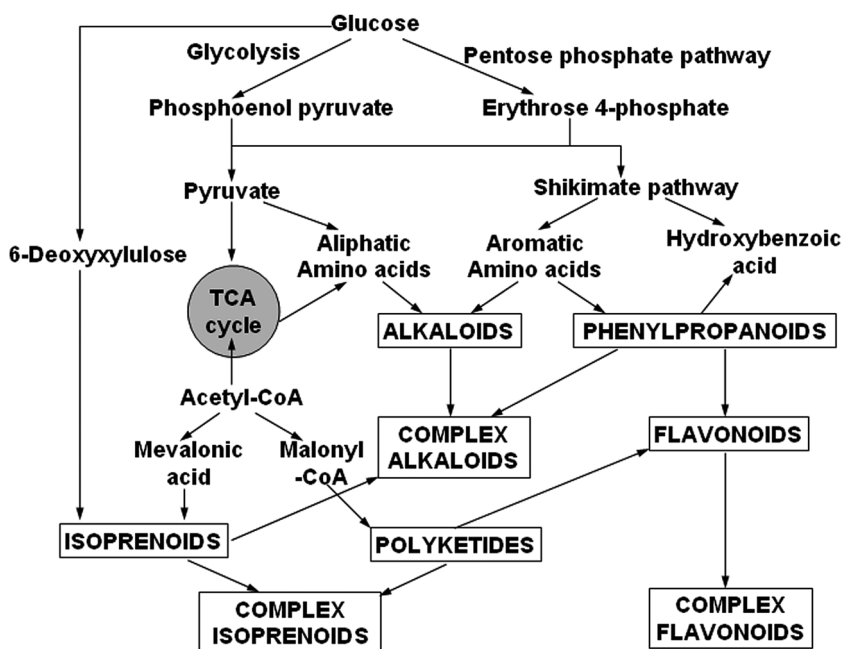 Glucose
Glycolysis
Pentose phosphate pathway
Phosphoenol pyruvate
Erythrose 4-phosphate
Pyruvate
Shikimate pathway
6-Deoxyxylulose
Aliphatic
Amino acids
Aromatic
Amino acids
Hydroxybenzoic
acid
TCA
cycle
ALKALOIDS
PHENYLPROPANOIDS
Acetyl-CoA
Mevalonic
acid
Malonyl
-CoA
COMPLEX
ALKALOIDS
FLAVONOIDS
ISOPRENOIDS
POLYKETIDES
COMPLEX
ISOPRENOIDS
COMPLEX
FLAVONOIDS